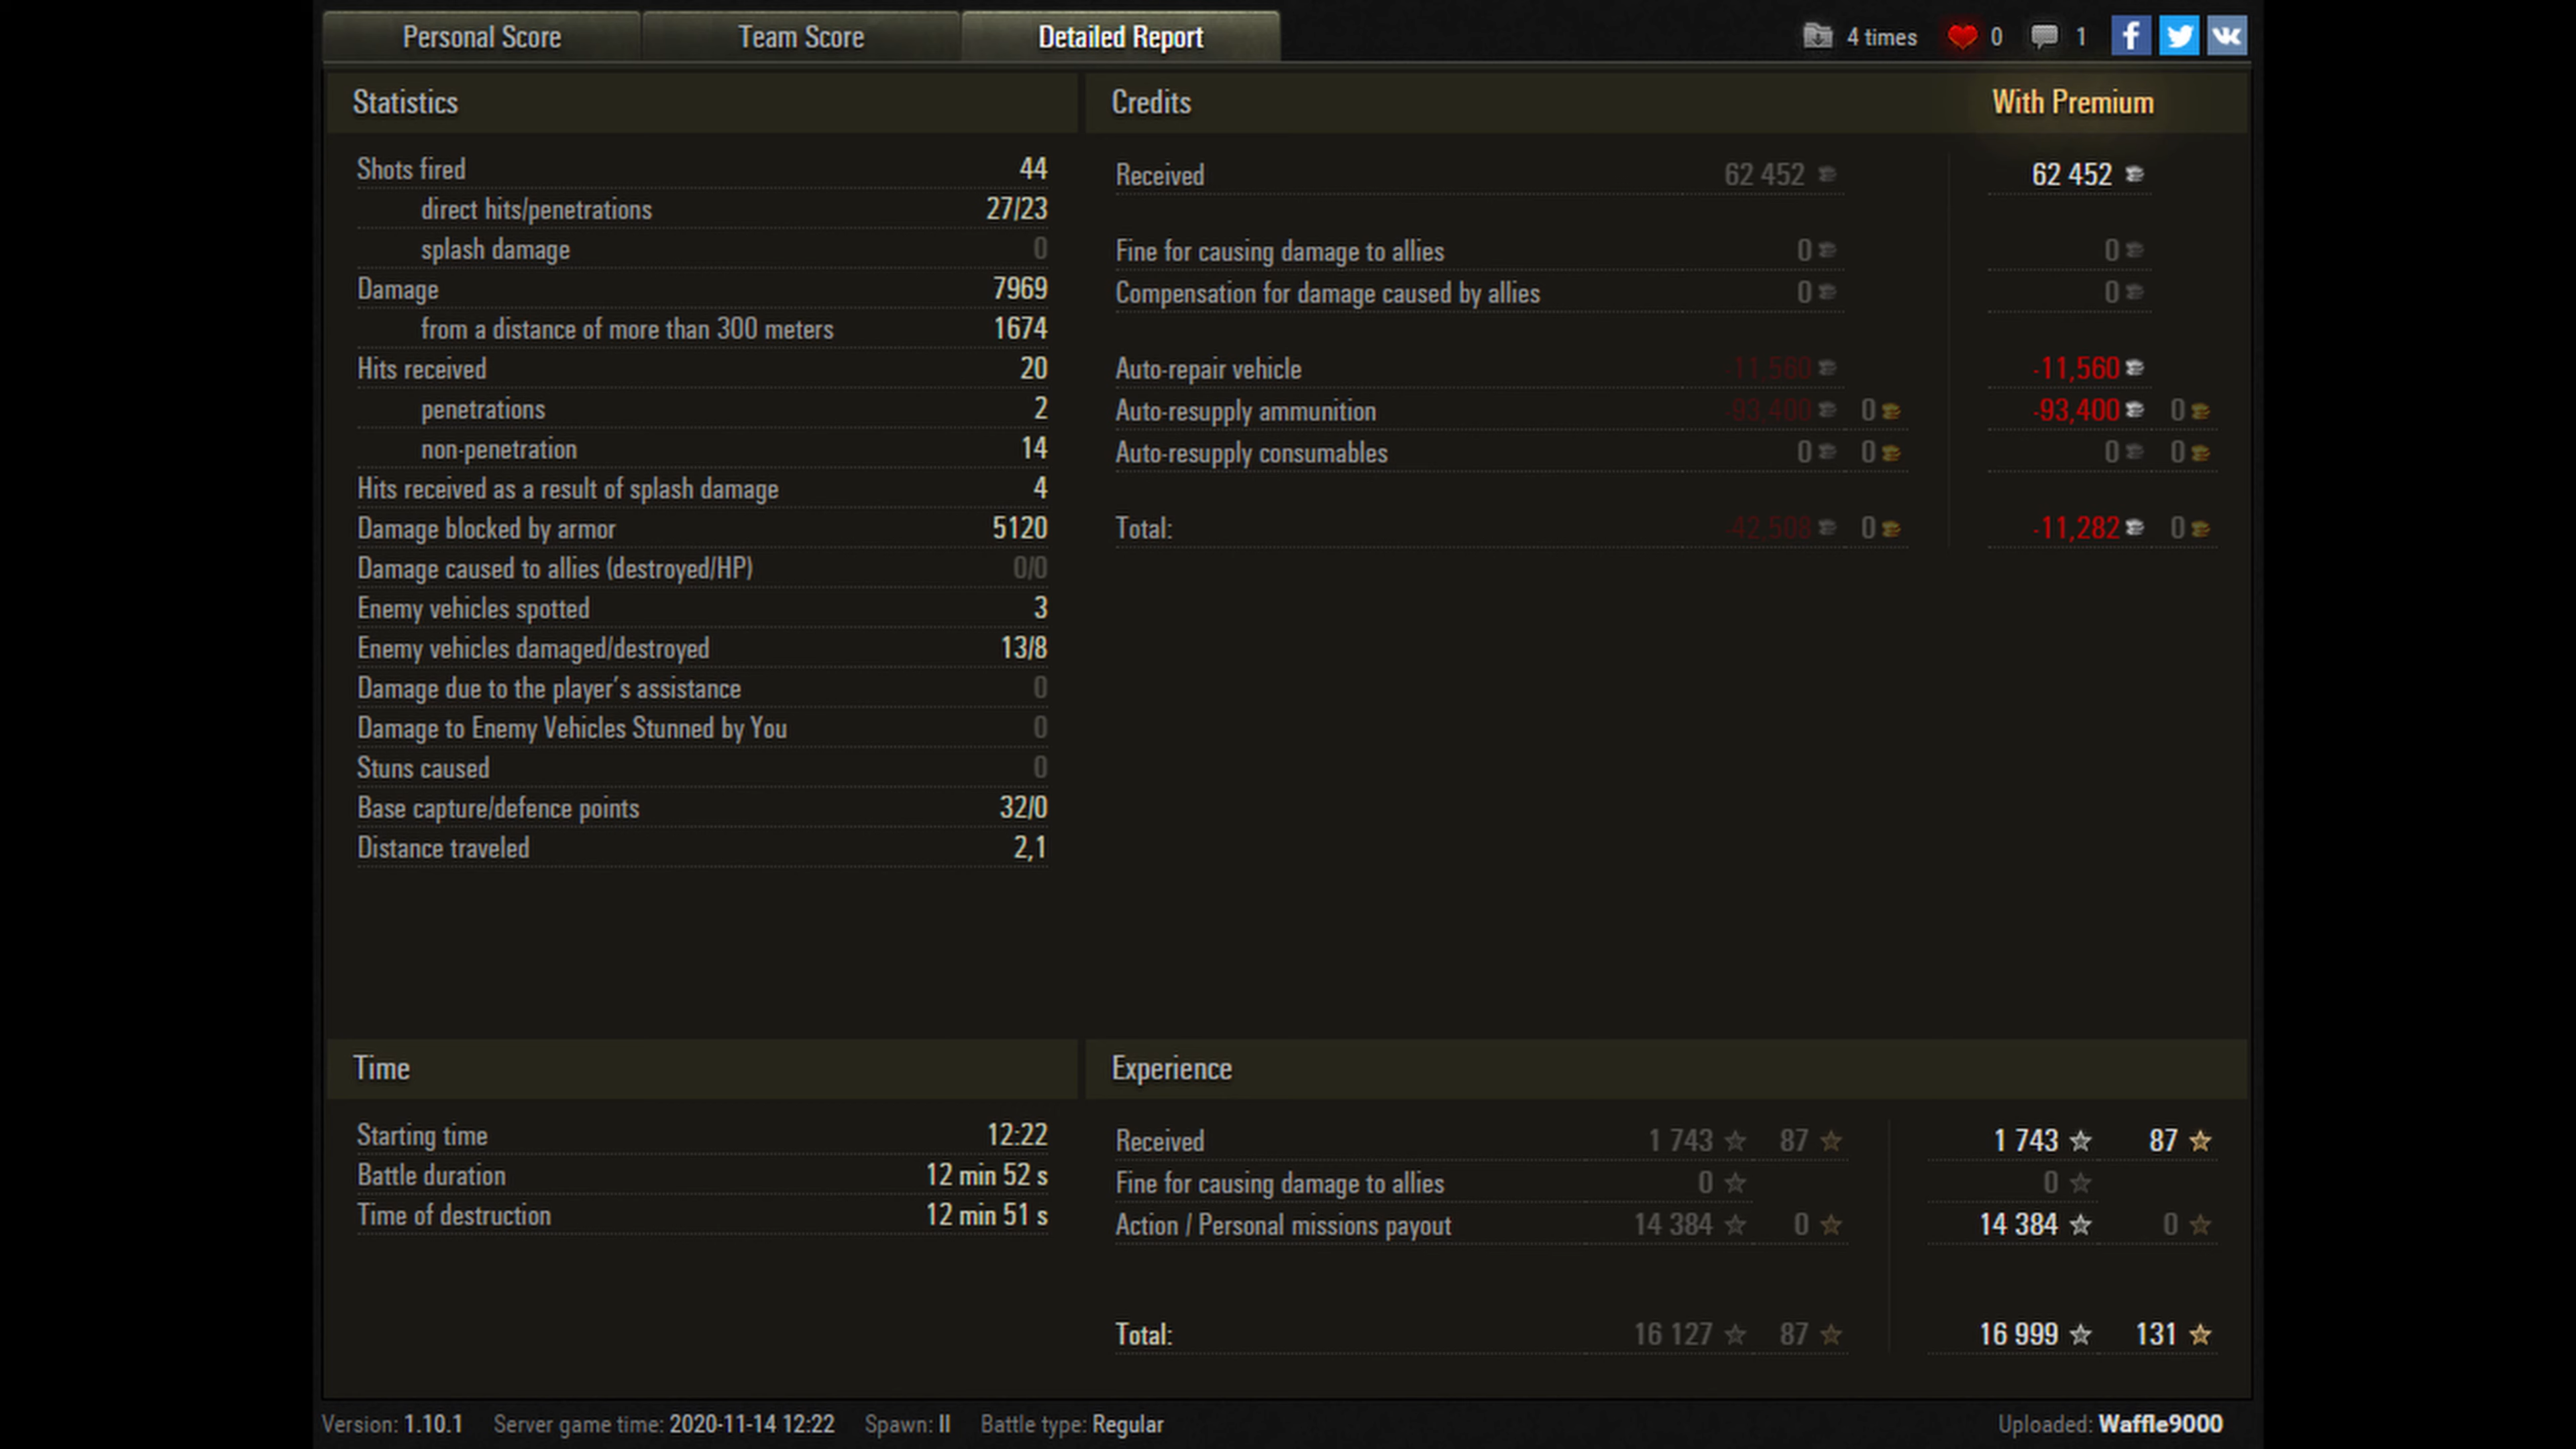 Personal Score Team Score Detailed Report 4 times 0 1
Statistics
Shots fired 44
direct hits/penetrations 27/23
splash damage 0
Damage 7969
from a distance of more than 300 meters 1674
Hits received 20
penetrations 2
non-penetration 14
Hits received as a result of splash damage 4
Damage blocked by armor 5120
Damage caused to allies (destroyed/HP) 0/0
Enemy vehicles spotted 3
Enemy vehicles damaged/destroyed 13/8
Damage due to the player's assistance 0
Damage to Enemy Vehicles Stunned by You 0
Stuns caused 0
Base capture/defence points 32/0
Distance traveled 2,1
Credits With Premium
Received 62 452 62 452
Fine for causing damage to allies 0 0
Compensation for damage caused by allies 0 0
Auto-repair vehicle -11,560 -11,560
Auto-resupply ammunition -93,400 0 -93,400 0
Auto-resupply consumables 0 0 0 0
Total: -42,508 0 -11,282 0
Time
Starting time 12:22
Battle duration 12 min 52 s
Time of destruction 12 min 51 s
Experience
Received 1 743 87 1 743 87
Fine for causing damage to allies 0 0
Action / Personal missions payout 14 384 0 14 384 0
Total: 16 127 87 16 999 131
Version: 1.10.1 Server game time: 2020-11-14 12:22 Spawn: II Battle type: Regular Uploaded: Waffle9000